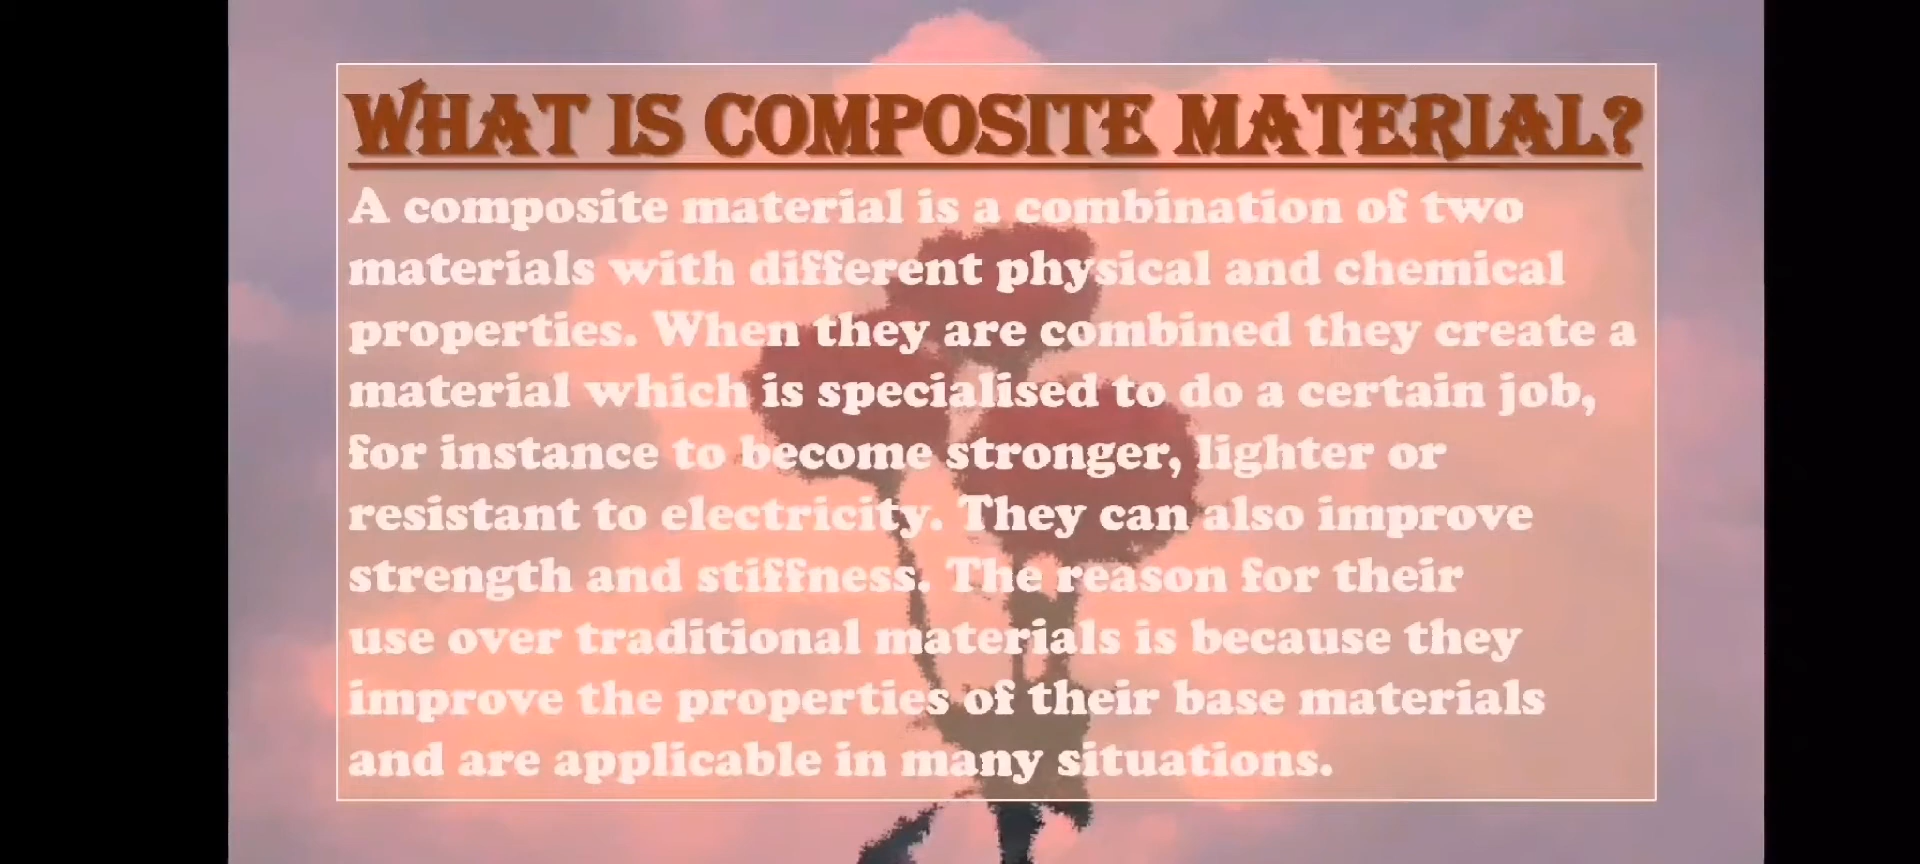 WHAT IS COMPOSITE MATERIAL?
A composite material is a combination of two
materials with different physical and chemical
properties. When they are combined they create a
material which is specialised to do a certain job,
for instance to become stronger, lighter or
resistant to electricity. They can also improve
strength and stiffness. The reason for their
use over traditional materials is because they
improve the properties of their base materials
and are applicable in many situations.